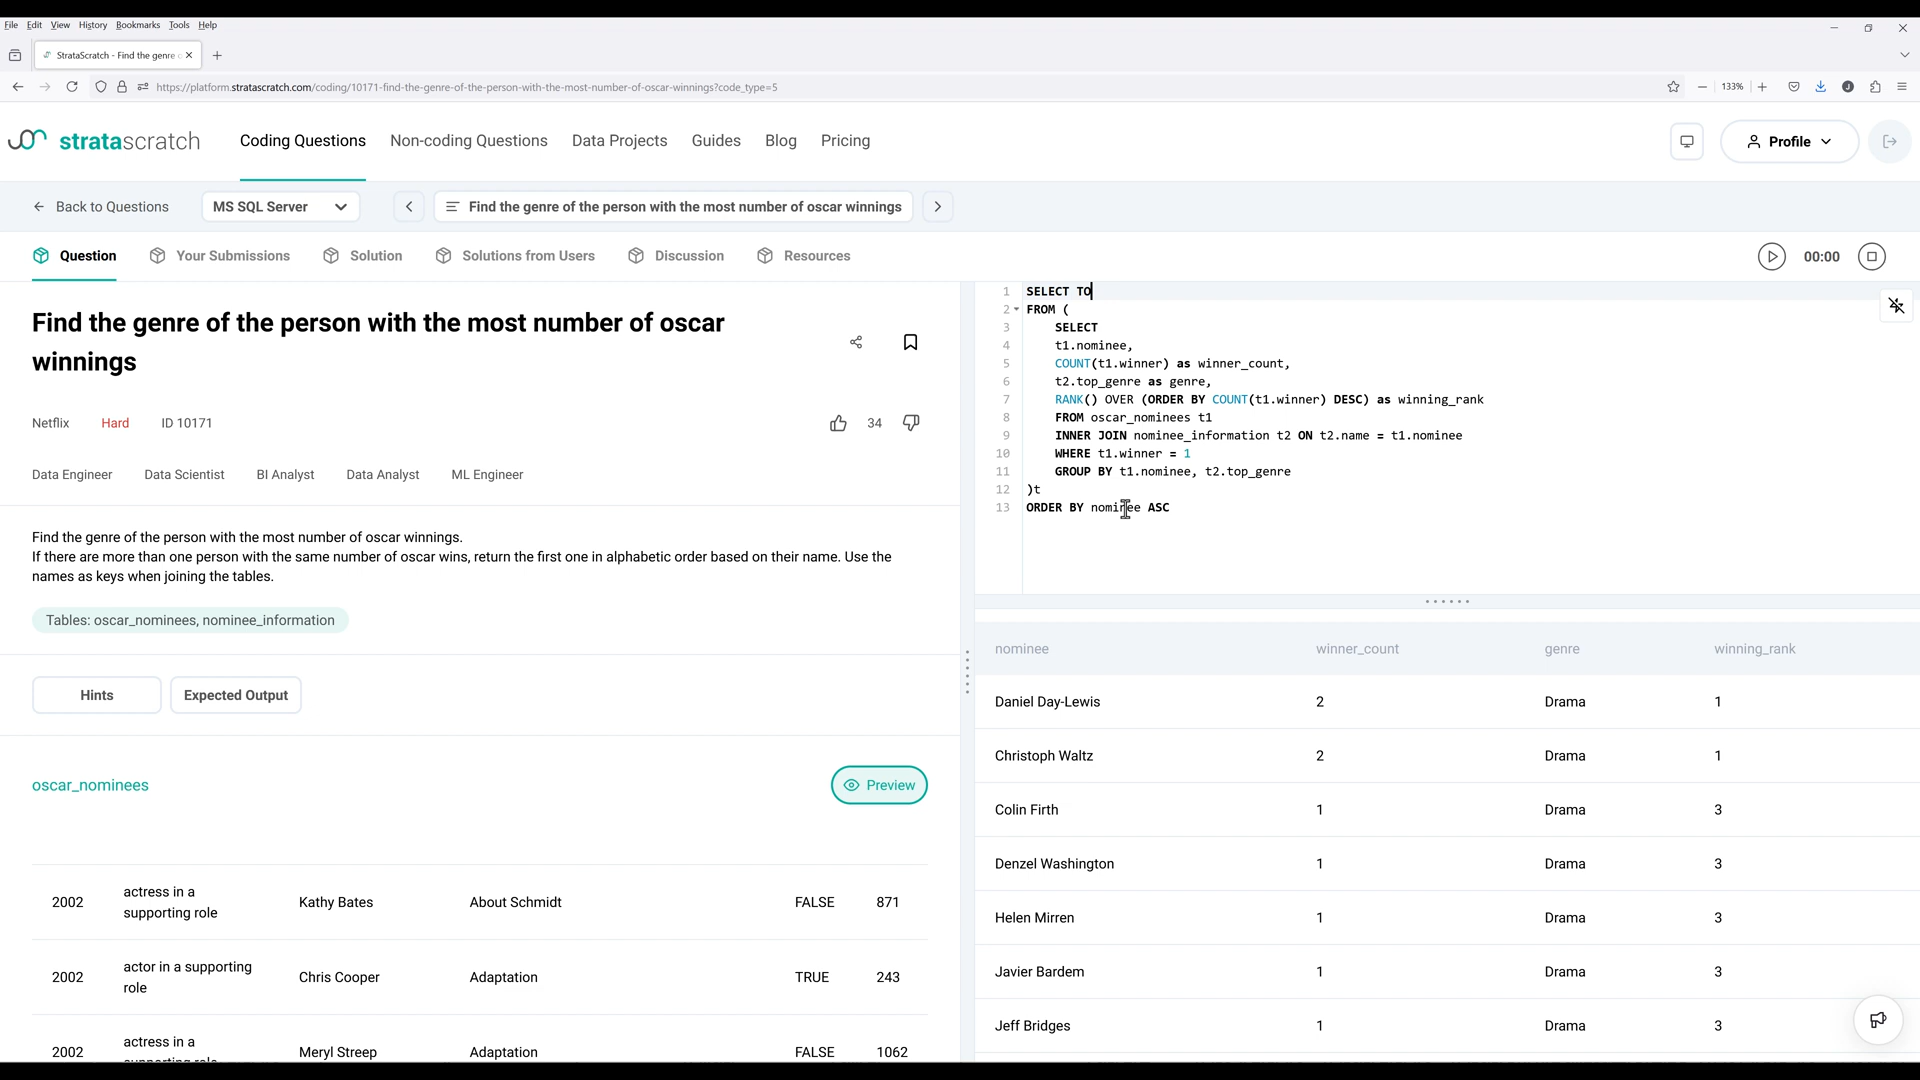 File Edit View History Bookmarks Tools Help
StrataScratch - Find the genre o
https://platform.stratascratch.com/coding/10171-find-the-genre-of-the-person-with-the-most-number-of-oscar-winnings?code_type=5
133%
stratascratch
Coding Questions Non-coding Questions Data Projects Guides Blog Pricing
Profile
Back to Questions
MS SQL Server
Find the genre of the person with the most number of oscar winnings
Question Your Submissions Solution Solutions from Users Discussion Resources
00:00
Find the genre of the person with the most number of oscar
winnings
Netflix Hard ID 10171
34
Data Engineer Data Scientist BI Analyst Data Analyst ML Engineer
Find the genre of the person with the most number of oscar winnings.
If there are more than one person with the same number of oscar wins, return the first one in alphabetic order based on their name. Use the
names as keys when joining the tables.
Tables: oscar_nominees, nominee_information
Hints Expected Output
oscar_nominees
Preview
2002 actress in a supporting role Kathy Bates About Schmidt FALSE 871
2002 actor in a supporting role Chris Cooper Adaptation TRUE 243
2002 actress in a supporting role Meryl Streep Adaptation FALSE 1062
1 SELECT TO
2 FROM (
3 SELECT
4 t1.nominee,
5 COUNT(t1.winner) as winner_count,
6 t2.top_genre as genre,
7 RANK() OVER (ORDER BY COUNT(t1.winner) DESC) as winning_rank
8 FROM oscar_nominees t1
9 INNER JOIN nominee_information t2 ON t2.name = t1.nominee
10 WHERE t1.winner = 1
11 GROUP BY t1.nominee, t2.top_genre
12 )t
13 ORDER BY nominee ASC
nominee winner_count genre winning_rank
Daniel Day-Lewis 2 Drama 1
Christoph Waltz 2 Drama 1
Colin Firth 1 Drama 3
Denzel Washington 1 Drama 3
Helen Mirren 1 Drama 3
Javier Bardem 1 Drama 3
Jeff Bridges 1 Drama 3